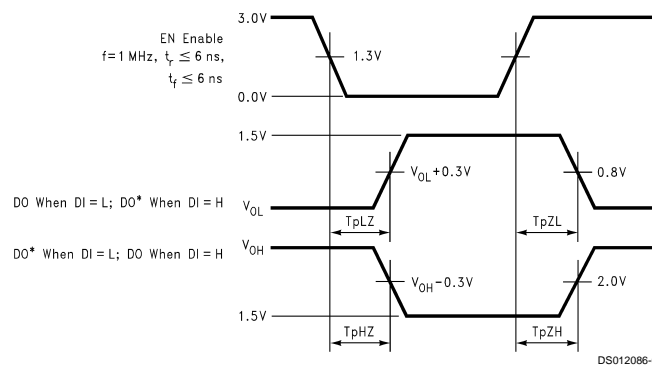 3.0V
EN Enable
f=1 MHz, tr ≤ 6 ns,
tf ≤ 6 ns
1.3V
0.0V
1.5V
VOL+0.3V
0.8V
DO When DI = L; DO* When DI = H
VOL
TpLZ
TpZL
DO* When DI = L; DO When DI = H
VOH
VOH−0.3V
2.0V
1.5V
TpHZ
TpZH
DS012086-